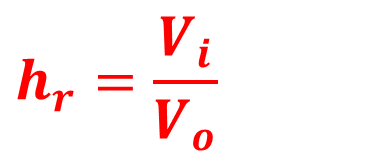 h_r = V_i / V_o